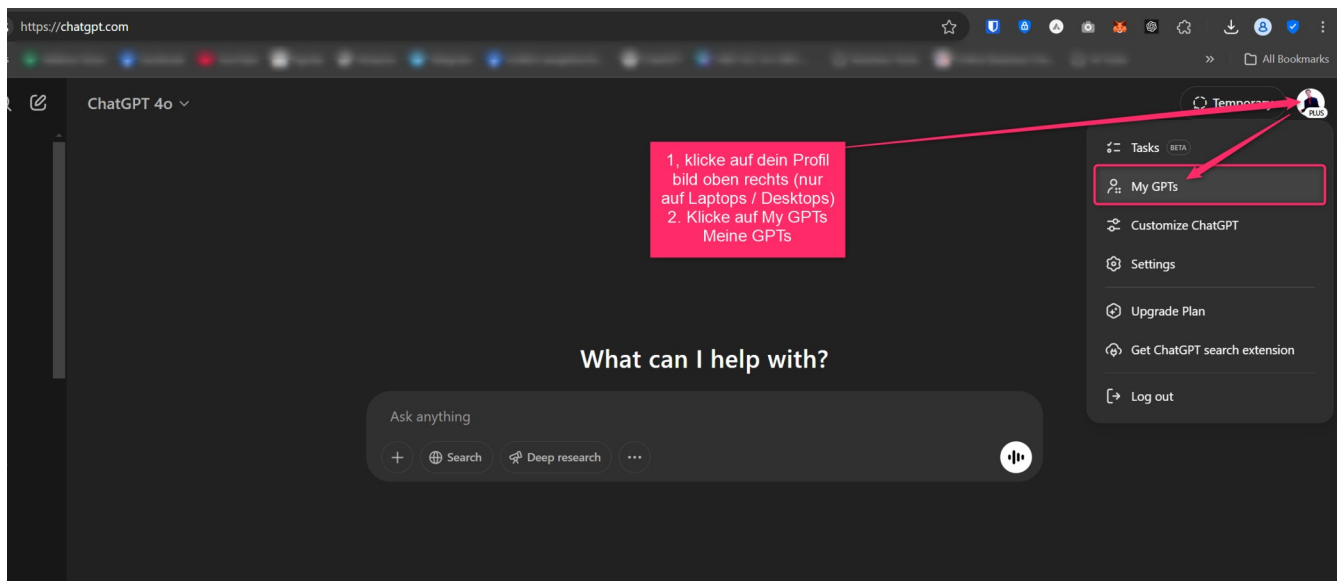 https://chatgpt.com
All Bookmarks
ChatGPT 4o
Temporary
PLUS
1, klicke auf dein Profil
bild oben rechts (nur
auf Laptops / Desktops)
2. Klicke auf My GPTs
Meine GPTs
Tasks BETA
My GPTs
Customize ChatGPT
Settings
Upgrade Plan
Get ChatGPT search extension
Log out
What can I help with?
Ask anything
Search Deep research